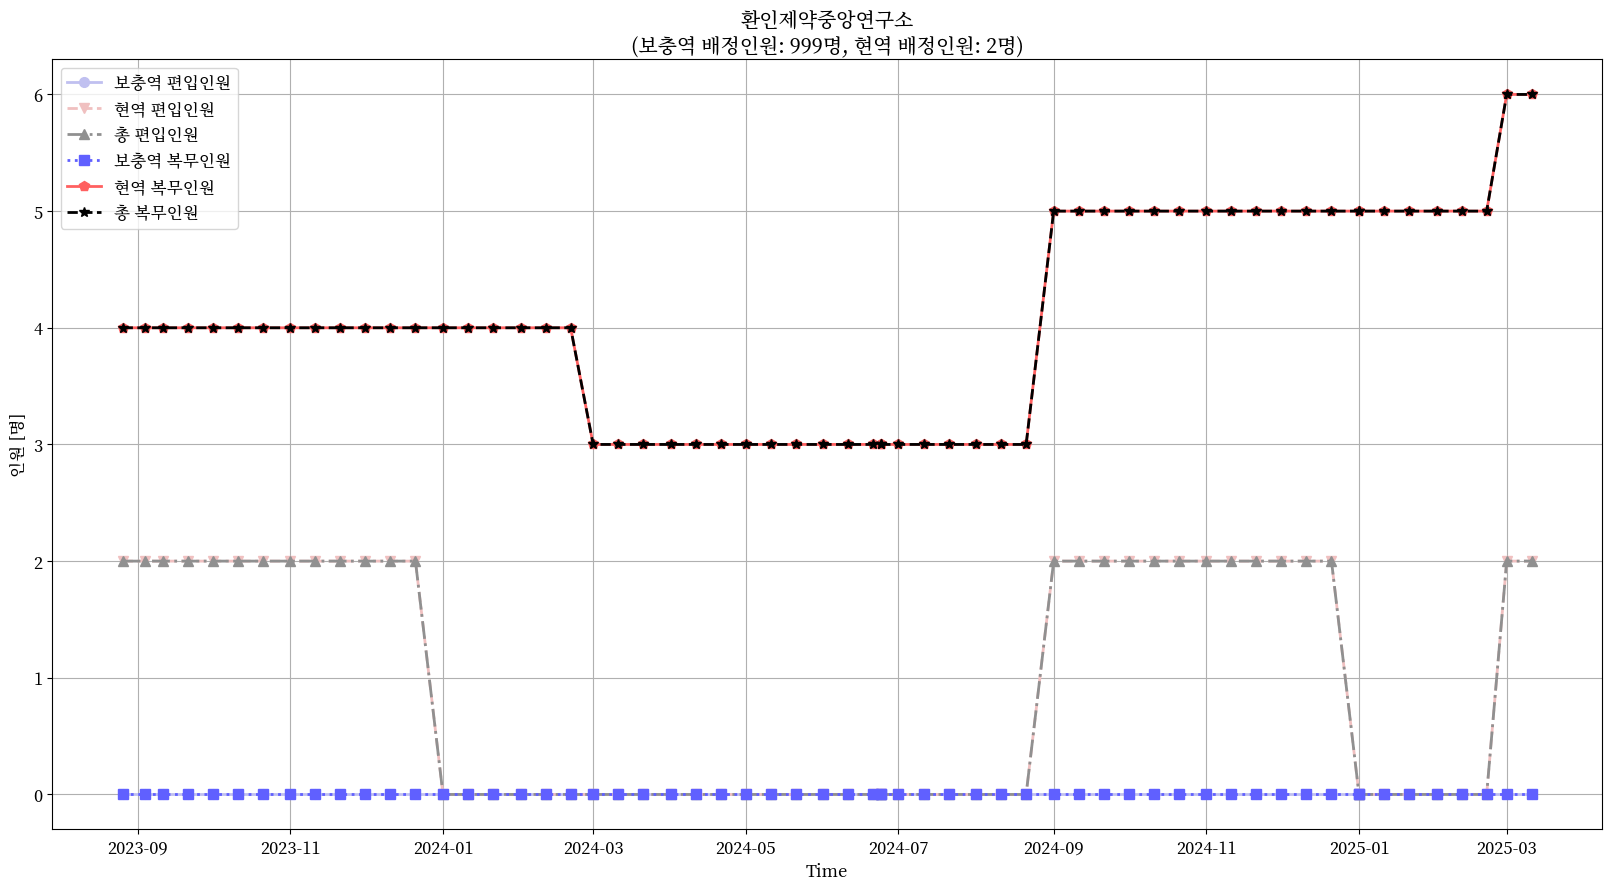 환인제약중앙연구소
(보충역 배정인원: 999명, 현역 배정인원: 2명)
보충역 편입인원
현역 편입인원
총 편입인원
보충역 복무인원
현역 복무인원
총 복무인원
인원 [명]
6
5
4
3
2
1
0
2023-09
2023-11
2024-01
2024-03
2024-05
2024-07
2024-09
2024-11
2025-01
2025-03
Time